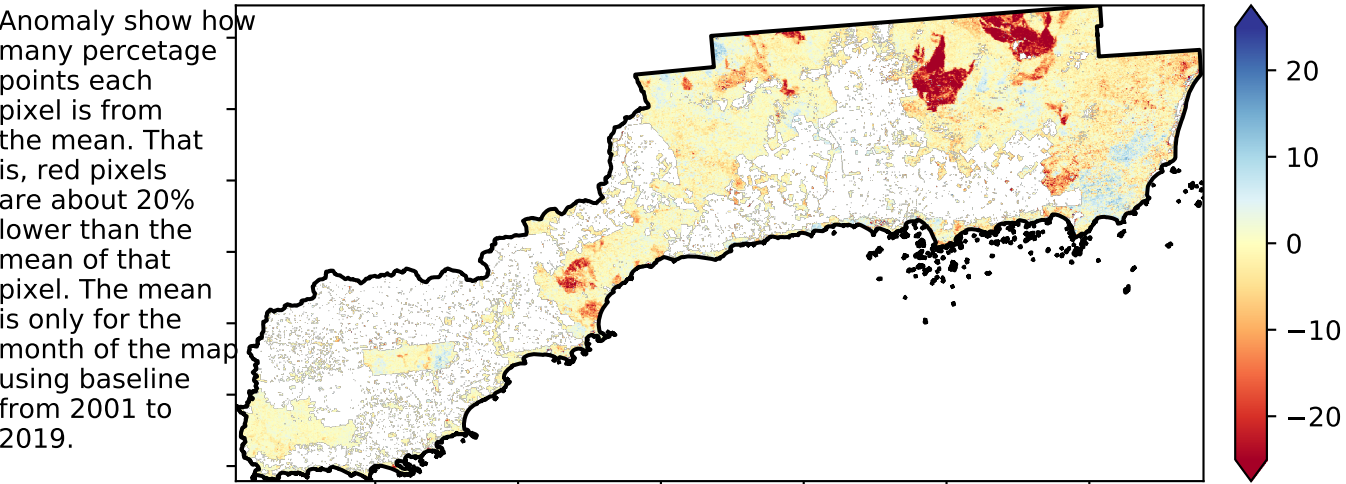 Anomaly show how
many percetage
points each
pixel is from
the mean. That
is, red pixels
are about 20%
lower than the
mean of that
pixel. The mean
is only for the
month of the map
using baseline
from 2001 to
2019.
20
10
0
−10
−20